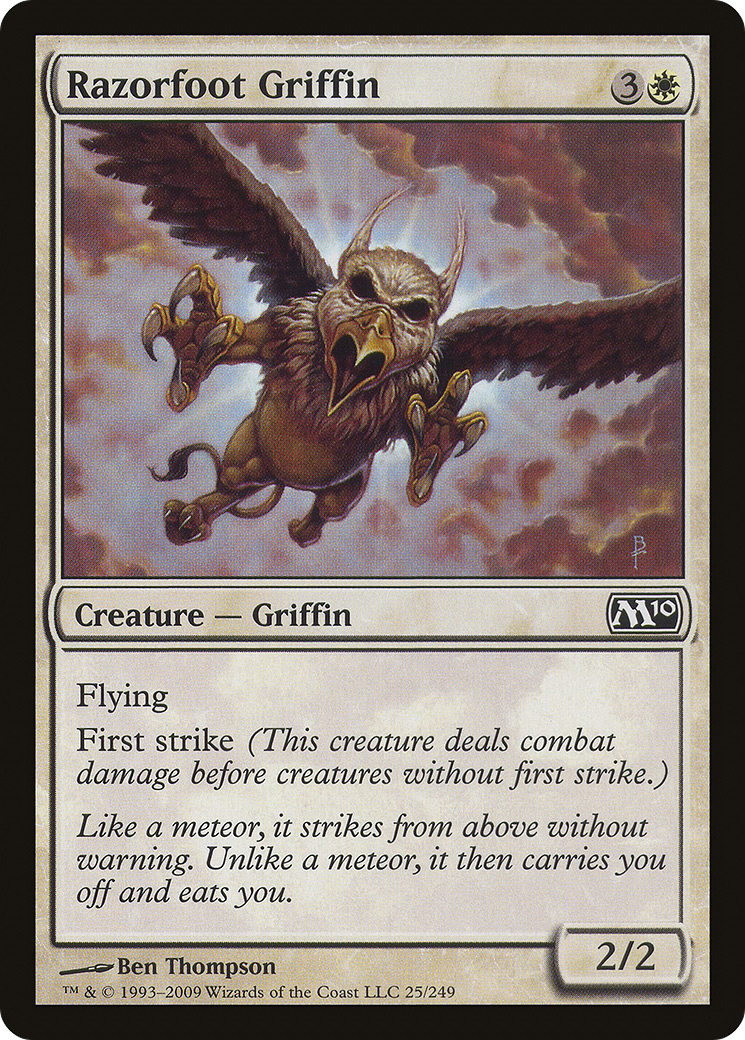 Razorfoot Griffin 3
B T
Creature — Griffin M10
Flying
First strike (This creature deals combat
damage before creatures without first strike.)
Like a meteor, it strikes from above without
warning. Unlike a meteor, it then carries you
off and eats you.
2/2
Ben Thompson
™ & © 1993–2009 Wizards of the Coast LLC 25/249